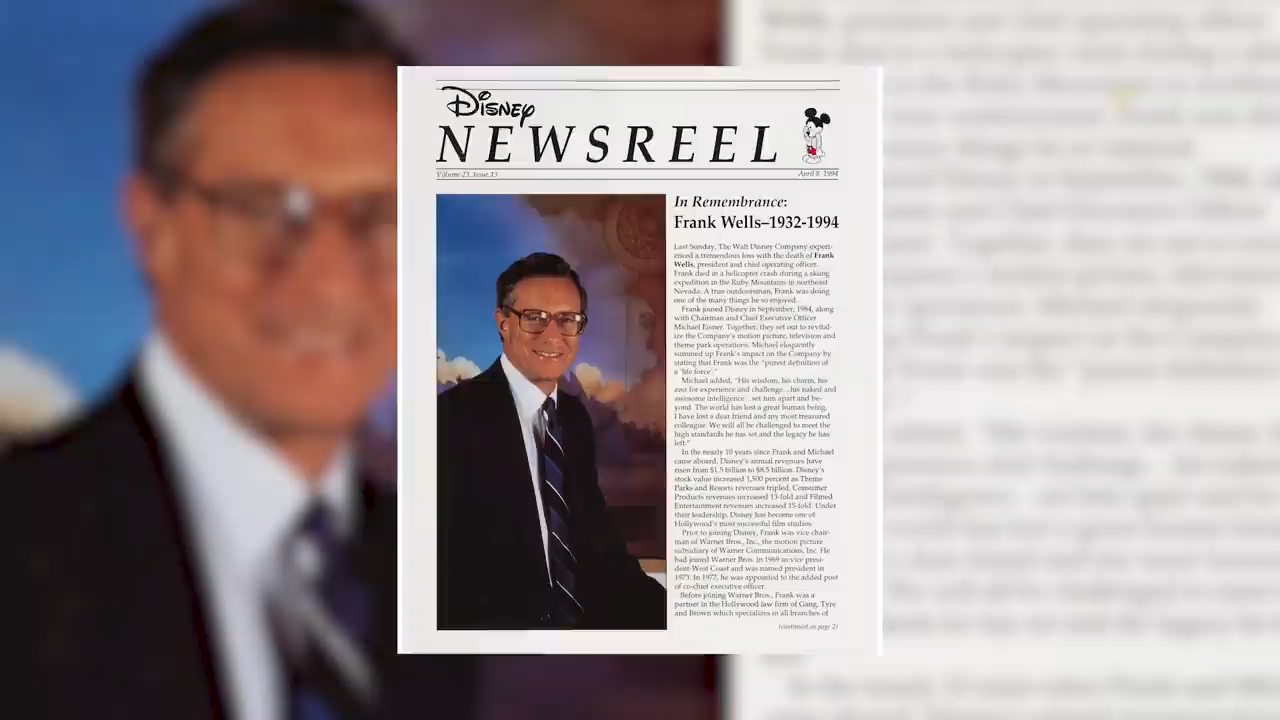 Disney
NEWSREEL
Volume 23, Issue 13
April 8, 1994
In Remembrance:
Frank Wells–1932-1994
Last Sunday, The Walt Disney Company experi-
enced a tremendous loss with the death of Frank
Wells, president and chief operating officer.
Frank died in a helicopter crash during a skiing
expedition in the Ruby Mountains in northeast
Nevada. A true outdoorsman, Frank was doing
one of the many things he so enjoyed.
Frank joined Disney in September, 1984, along
with Chairman and Chief Executive Officer
Michael Eisner. Together, they set out to revital-
ize the Company's motion picture, television and
theme park operations. Michael eloquently
summed up Frank's impact on the Company by
stating that Frank was the "purest definition of
a 'life force'."
Michael added, "His wisdom, his charm, his
zest for experience and challenge...his naked and
awesome intelligence...set him apart and be-
yond. The world has lost a great human being.
I have lost a dear friend and my most treasured
colleague. We will all be challenged to meet the
high standards he has set and the legacy he has
left."
In the nearly 10 years since Frank and Michael
came aboard, Disney's annual revenues have
risen from $1.5 billion to $8.5 billion. Disney's
stock value increased 1,500 percent as Theme
Parks and Resorts revenues tripled, Consumer
Products revenues increased 13-fold and Filmed
Entertainment revenues increased 15-fold. Under
their leadership, Disney has become one of
Hollywood's most successful film studios.
Prior to joining Disney, Frank was vice chair-
man of Warner Bros., Inc., the motion picture
subsidiary of Warner Communications, Inc. He
had joined Warner Bros. in 1969 as vice presi-
dent-West Coast and was named president in
1973. In 1977, he was appointed to the added post
of co-chief executive officer.
Before joining Warner Bros., Frank was a
partner in the Hollywood law firm of Gang, Tyre
and Brown which specializes in all branches of
(continued on page 2)